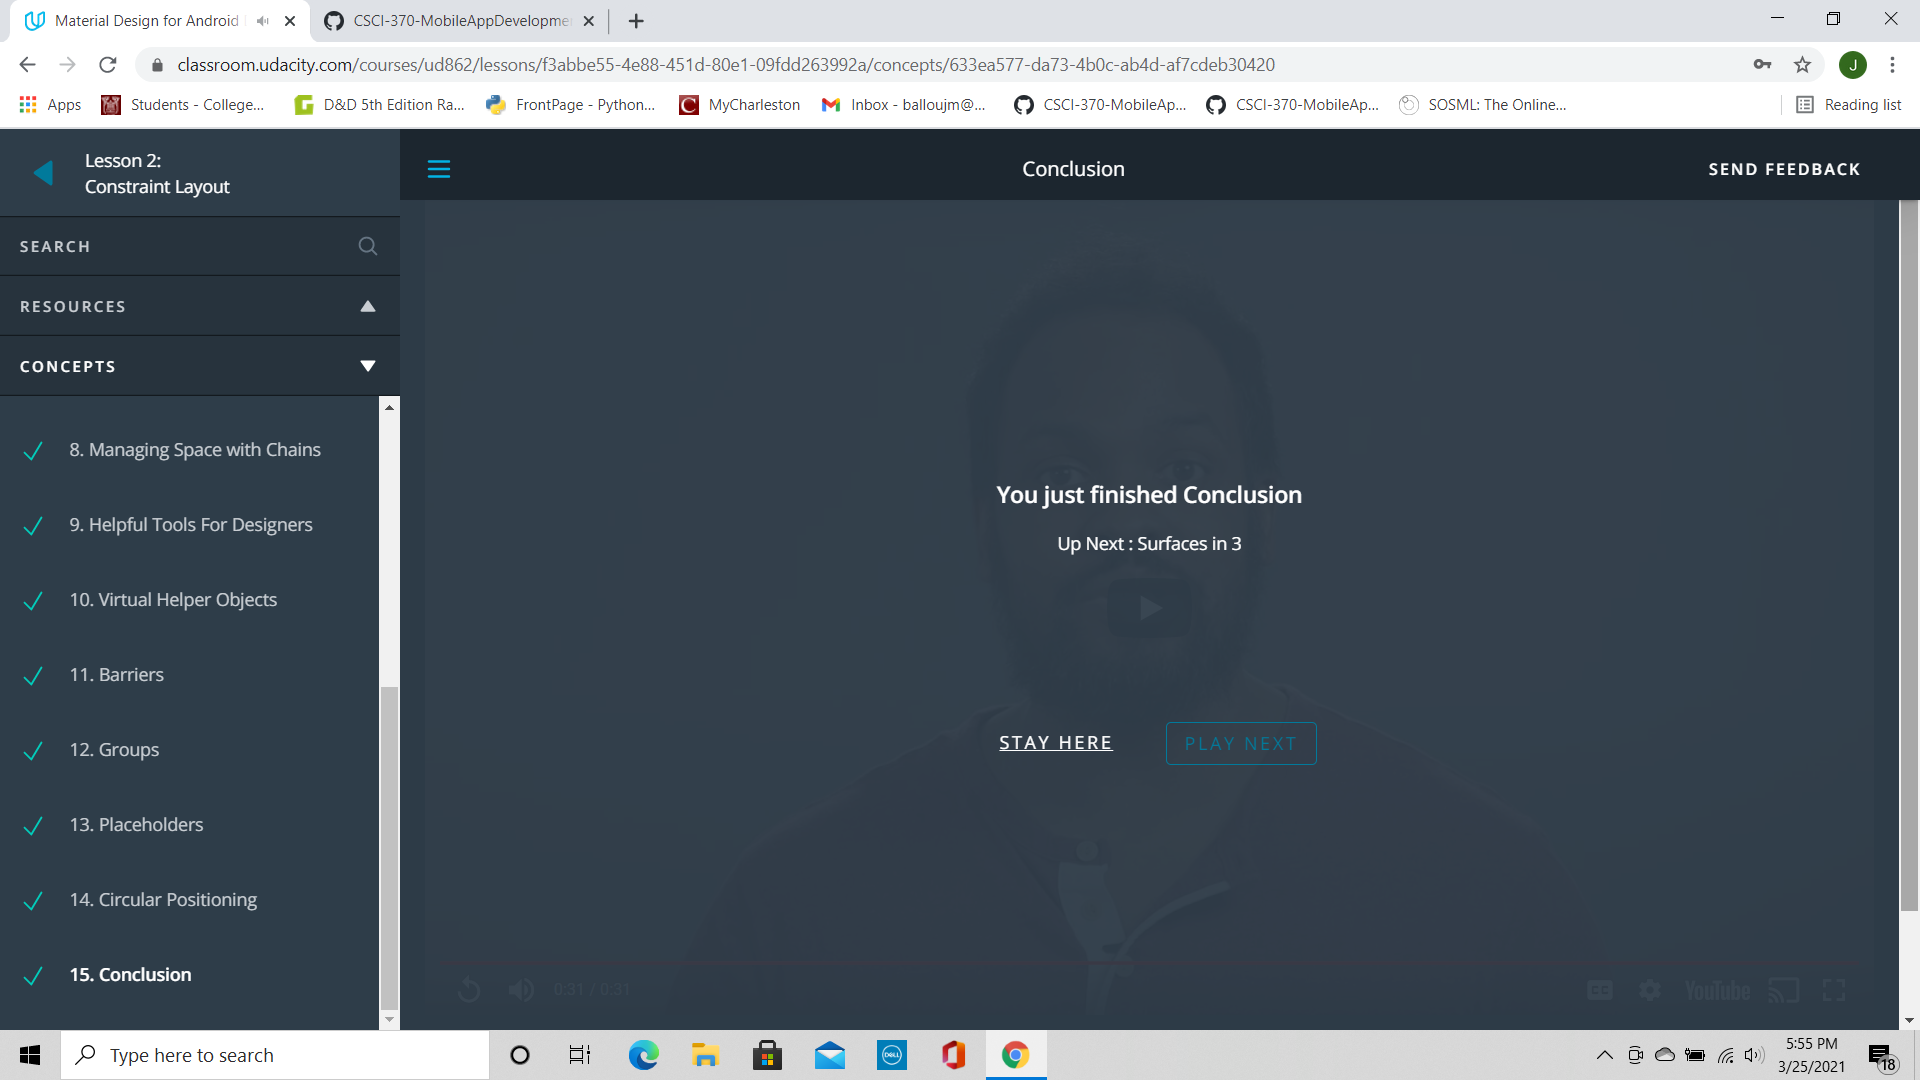 Material Design for Android
CSCI-370-MobileAppDevelopme
classroom.udacity.com/courses/ud862/lessons/f3abbe55-4e88-451d-80e1-09fdd263992a/concepts/633ea577-da73-4b0c-ab4d-af7cdeb30420
J
Apps
Students - College...
D&D 5th Edition Ra...
FrontPage - Python...
MyCharleston
Inbox - balloujm@-...
CSCI-370-MobileAp...
CSCI-370-MobileAp...
SOSML: The Online...
Reading list
Lesson 2:
Constraint Layout
Conclusion
SEND FEEDBACK
SEARCH
RESOURCES
CONCEPTS
8. Managing Space with Chains
9. Helpful Tools For Designers
10. Virtual Helper Objects
11. Barriers
12. Groups
13. Placeholders
14. Circular Positioning
15. Conclusion
You just finished Conclusion
Up Next : Surfaces in 3
STAY HERE
PLAY NEXT
0:31 / 0:31
CC
YouTube
Type here to search
DELL
5:55 PM
3/25/2021
18